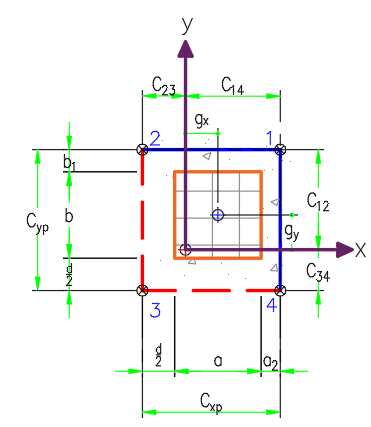 y
C23 C14
gx
2 1
b1
C12
Cyp b
gy
x
d/2
C34
3 4
d/2 a a2
Cxp